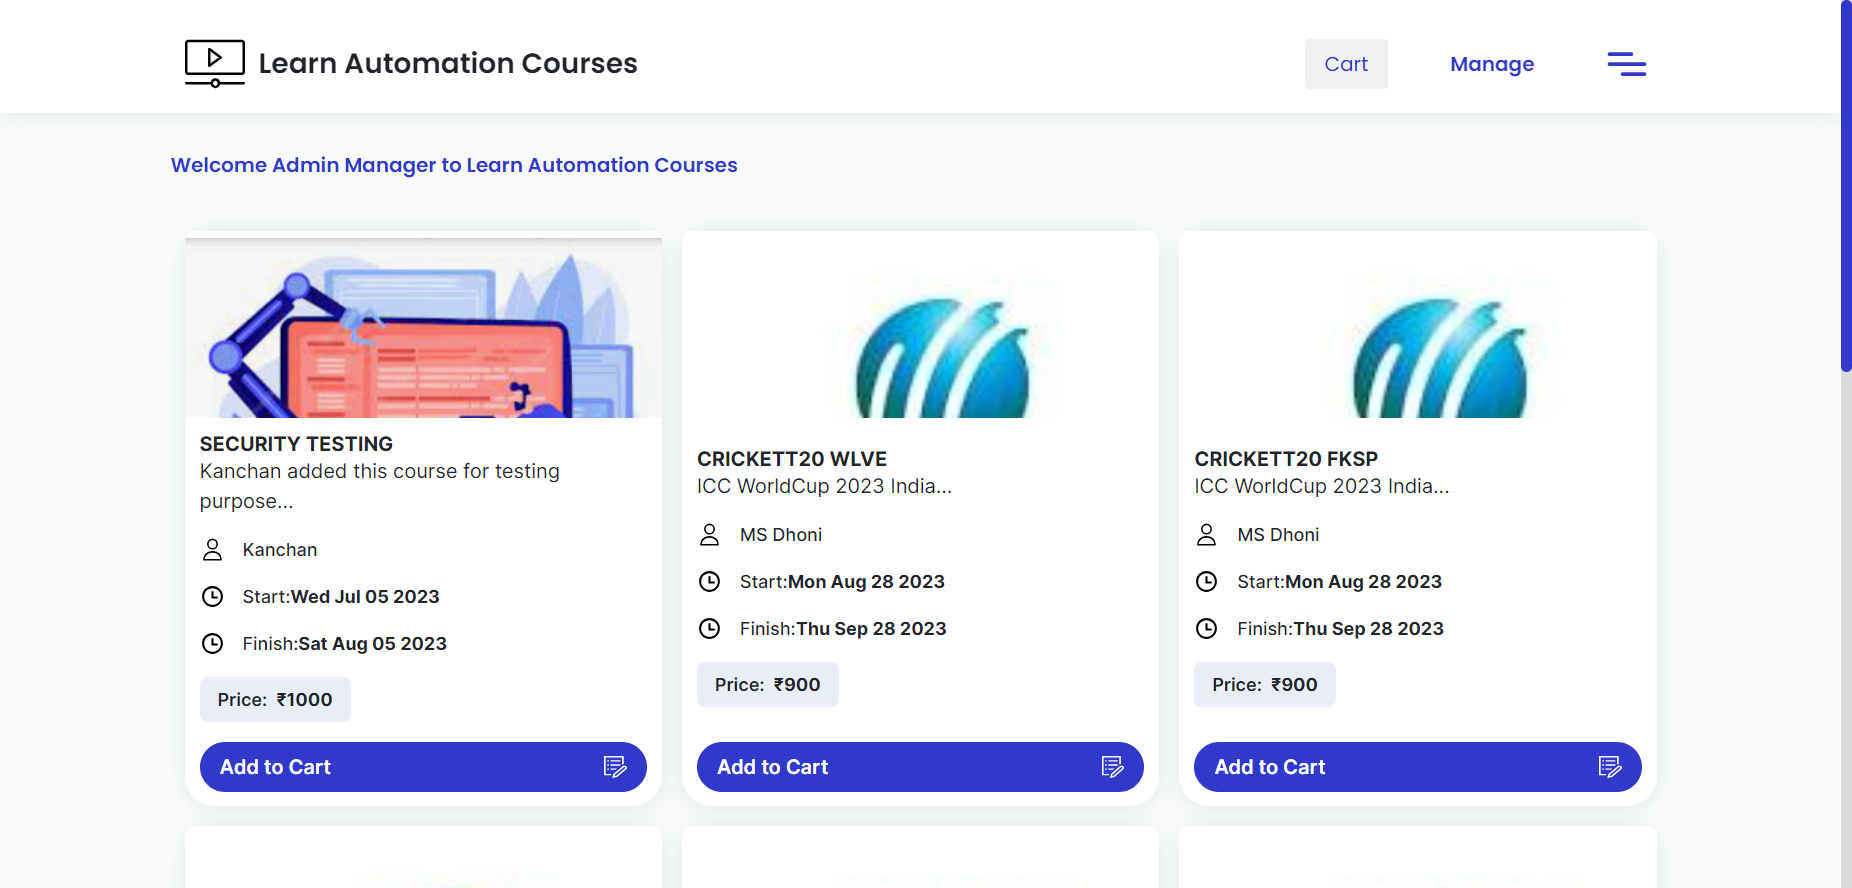 Learn Automation Courses
Cart
Manage
Welcome Admin Manager to Learn Automation Courses
SECURITY TESTING
Kanchan added this course for testing
purpose...
Kanchan
Start:Wed Jul 05 2023
Finish:Sat Aug 05 2023
Price: ₹1000
Add to Cart
CRICKETT20 WLVE
ICC WorldCup 2023 India...
MS Dhoni
Start:Mon Aug 28 2023
Finish:Thu Sep 28 2023
Price: ₹900
Add to Cart
CRICKETT20 FKSP
ICC WorldCup 2023 India...
MS Dhoni
Start:Mon Aug 28 2023
Finish:Thu Sep 28 2023
Price: ₹900
Add to Cart